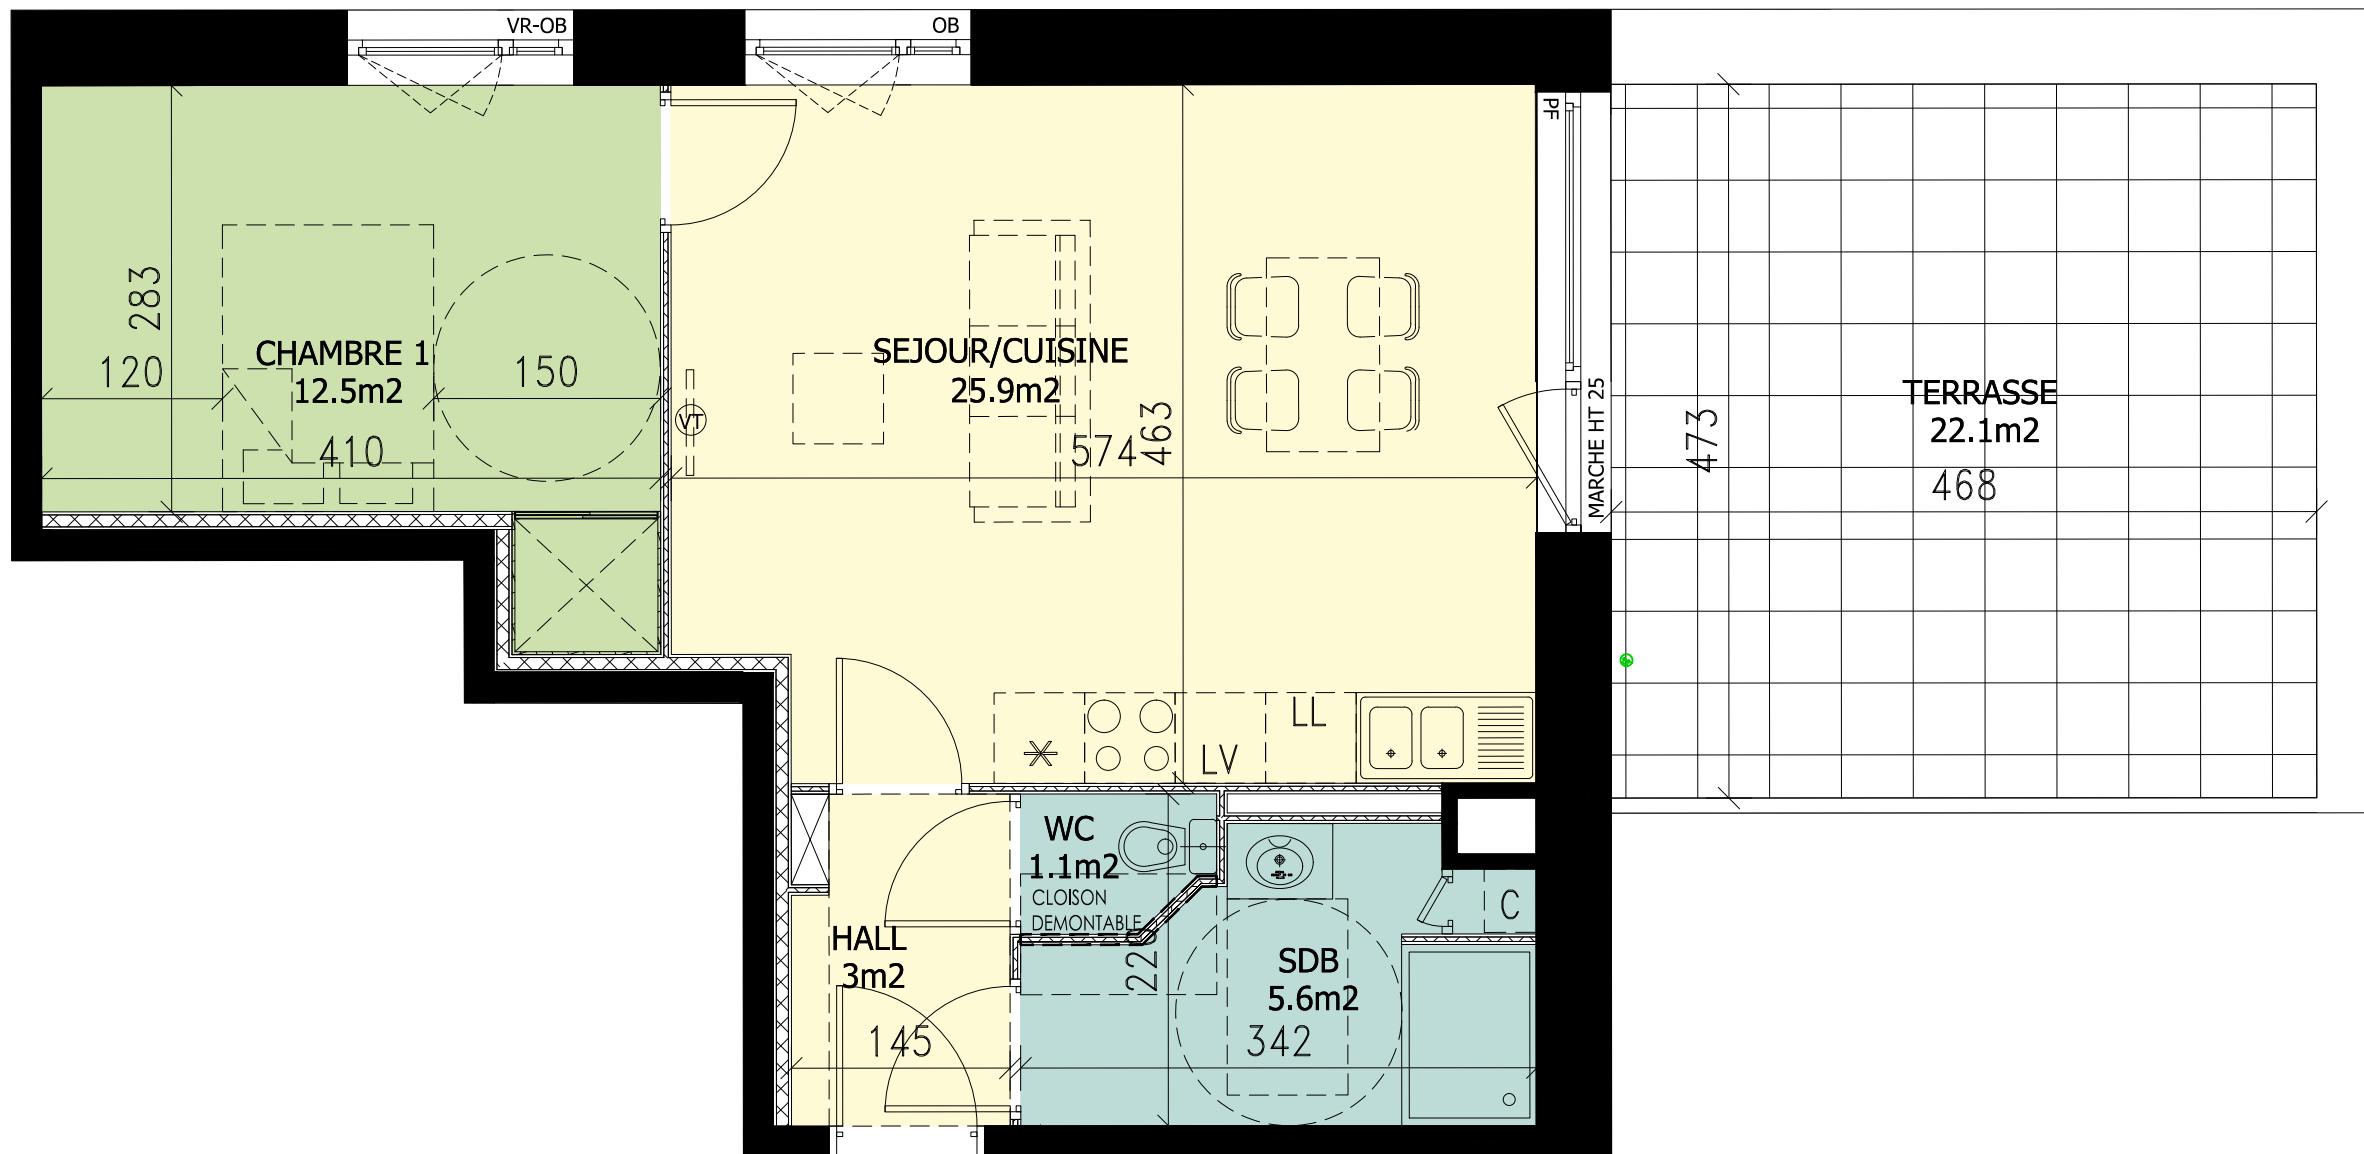 VR-OB
OB
PF
283
CHAMBRE 1
12.5m2
120
150
410
VT
SEJOUR/CUISINE
25.9m2
574
463
MARCHE HT 25
473
TERRASSE
22.1m2
468
LL
LV
WC
1.1m2
CLOISON
DEMONTABLE
C
HALL
3m2
SDB
5.6m2
145
342